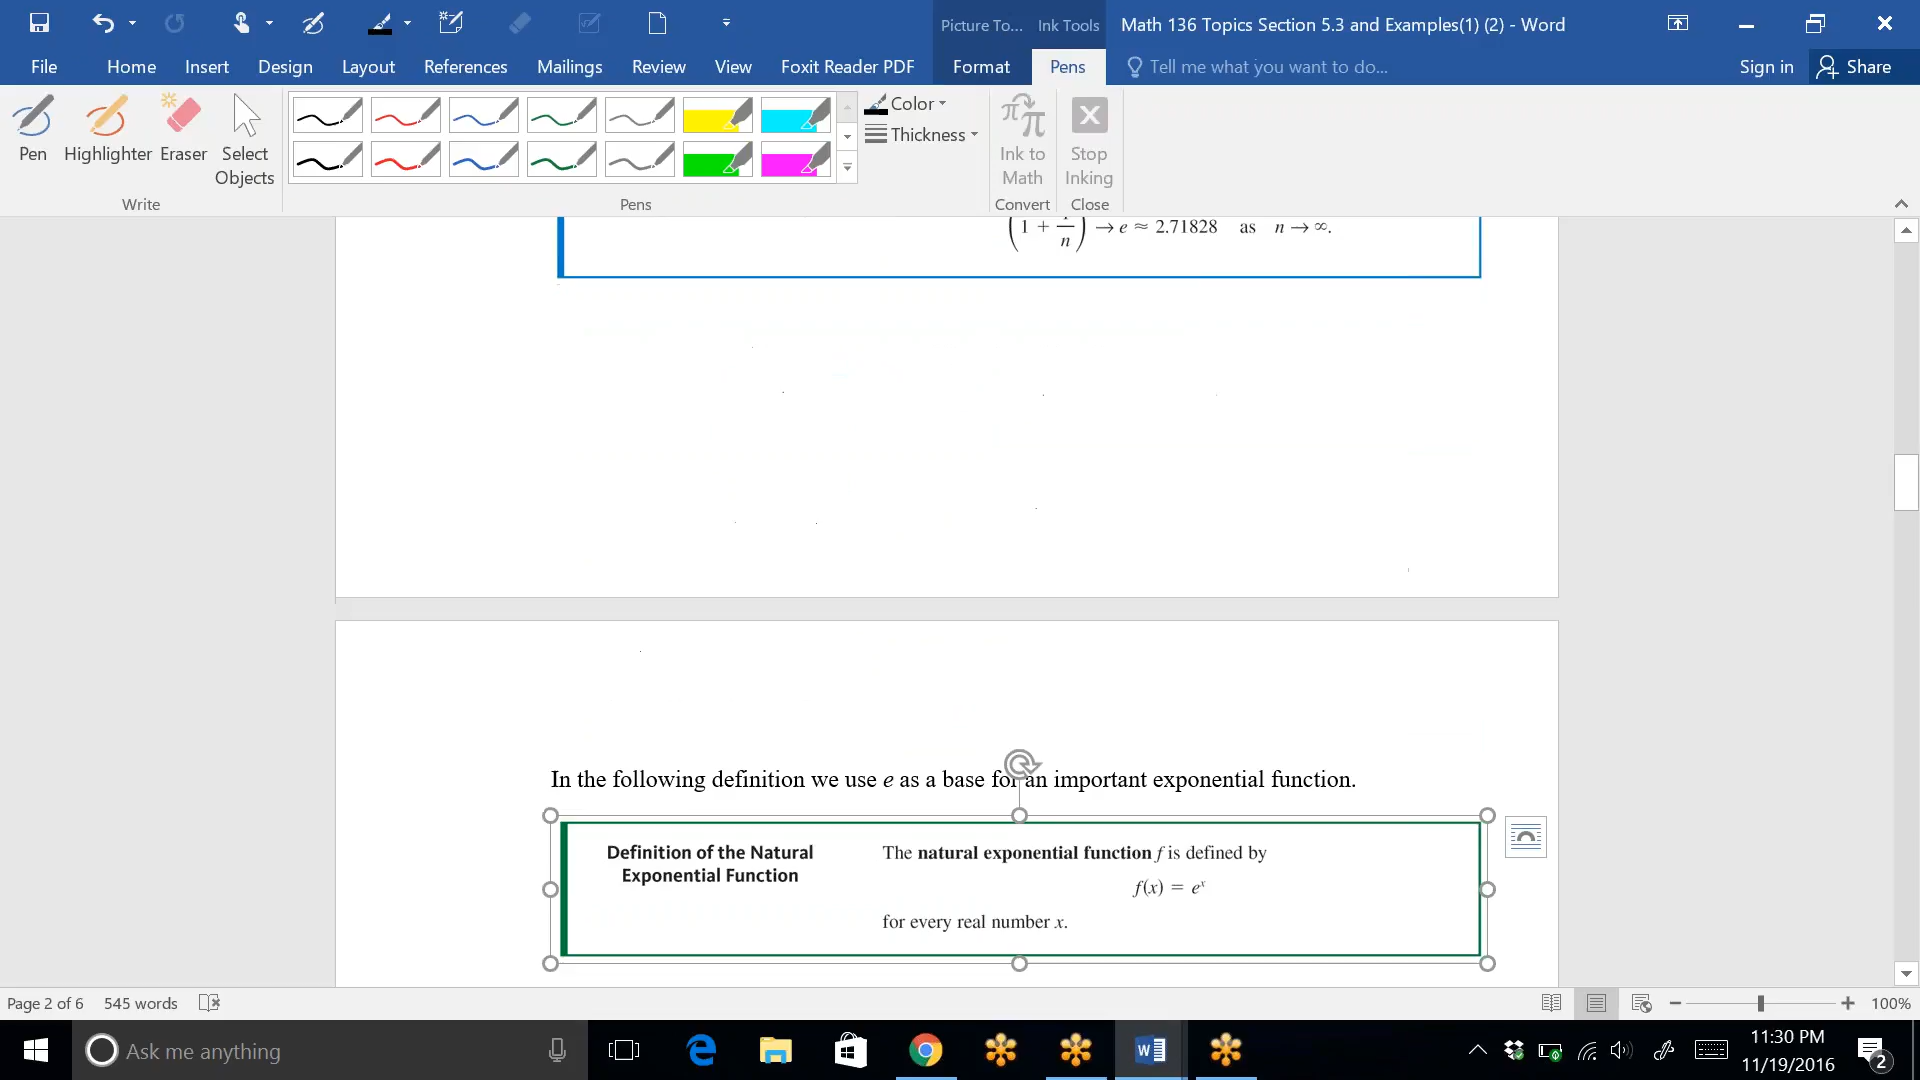 Picture To... Ink Tools Math 136 Topics Section 5.3 and Examples(1) (2) - Word
File Home Insert Design Layout References Mailings Review View Foxit Reader PDF Format Pens Tell me what you want to do... Sign in Share
Pen Highlighter Eraser Select Objects
Write
Pens
Color
Thickness
Ink to Math
Convert
Stop Inking
Close
(1 + /n) → e ≈ 2.71828 as n → ∞.
In the following definition we use e as a base for an important exponential function.
Definition of the Natural
Exponential Function
The natural exponential function f is defined by
f(x) = eˣ
for every real number x.
Page 2 of 6 545 words 100%
Ask me anything
11:30 PM
11/19/2016
2